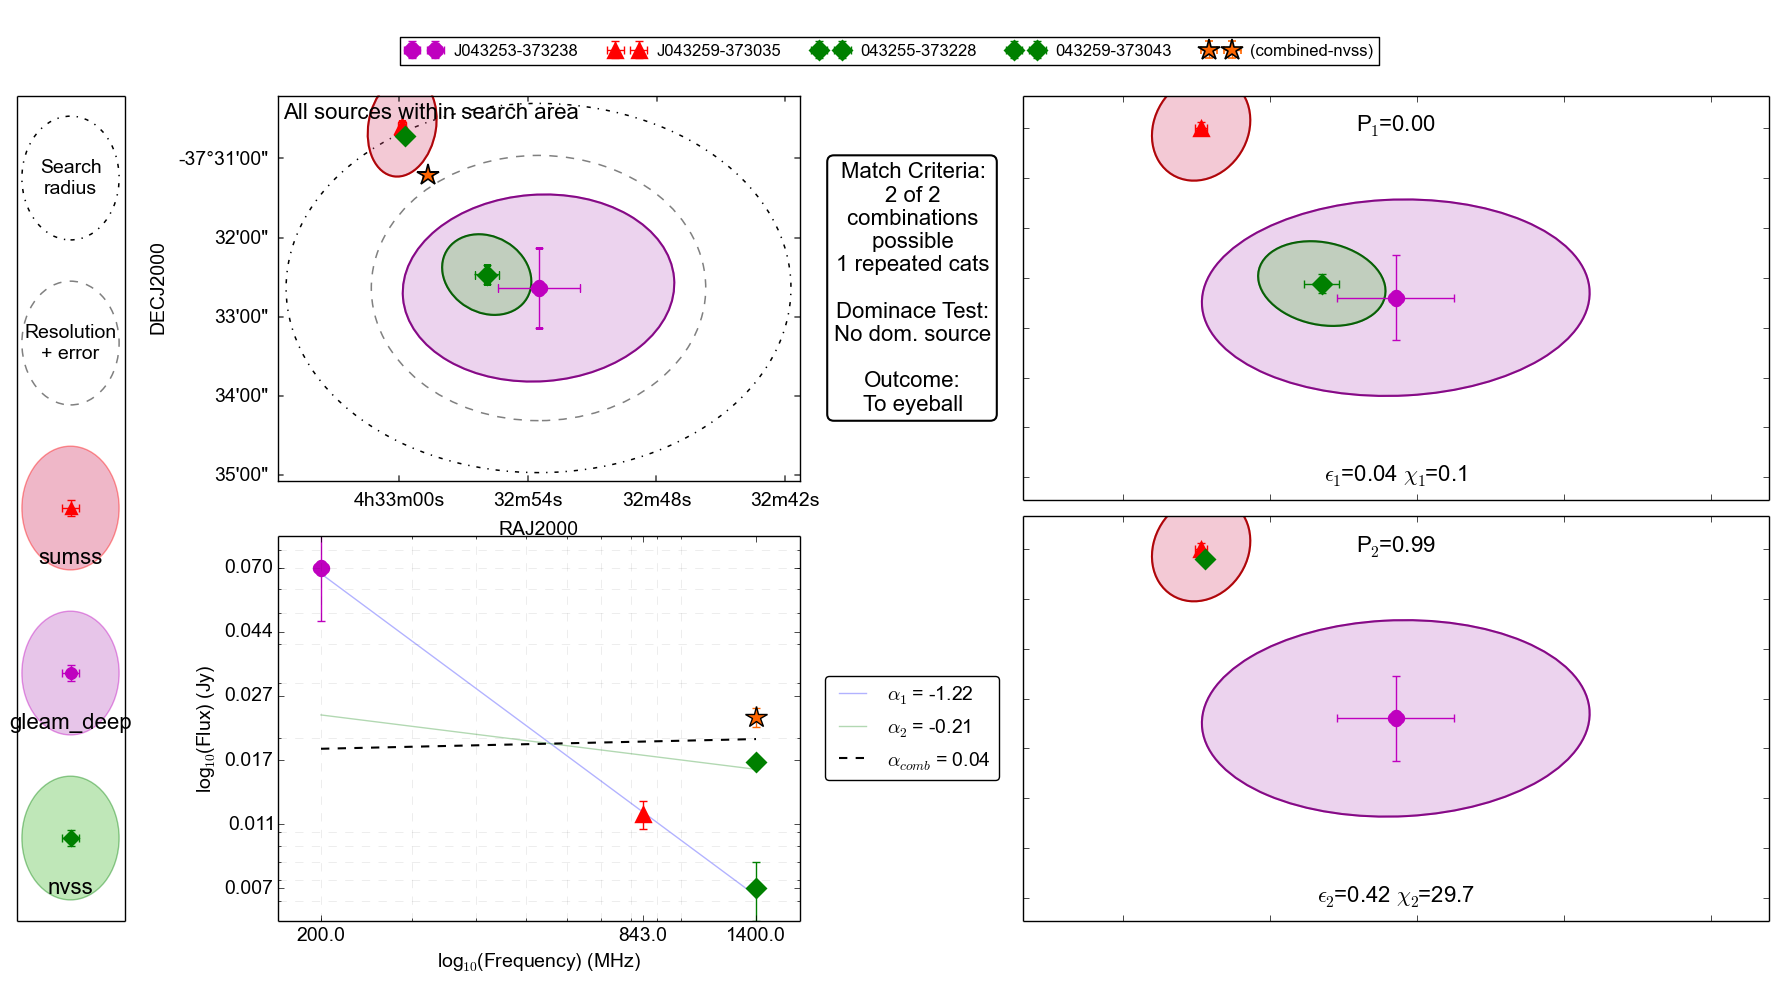 J043253-373238 J043259-373035 043255-373228 043259-373043 (combined-nvss)
Search
radius
Resolution
+ error
sumss
gleam_deep
nvss
All sources within search area
-37°31'00"
32'00"
33'00"
34'00"
35'00"
DECJ2000
4h33m00s 32m54s 32m48s 32m42s
RAJ2000
Match Criteria:
2 of 2
combinations
possible
1 repeated cats
Dominace Test:
No dom. source
Outcome:
To eyeball
P₁=0.00
ϵ₁=0.04 χ₁=0.1
0.070
0.044
0.027
0.017
0.011
0.007
log₁₀(Flux) (Jy)
200.0 843.0 1400.0
log₁₀(Frequency) (MHz)
α₁ = -1.22
α₂ = -0.21
α_comb = 0.04
P₂=0.99
ϵ₂=0.42 χ₂=29.7